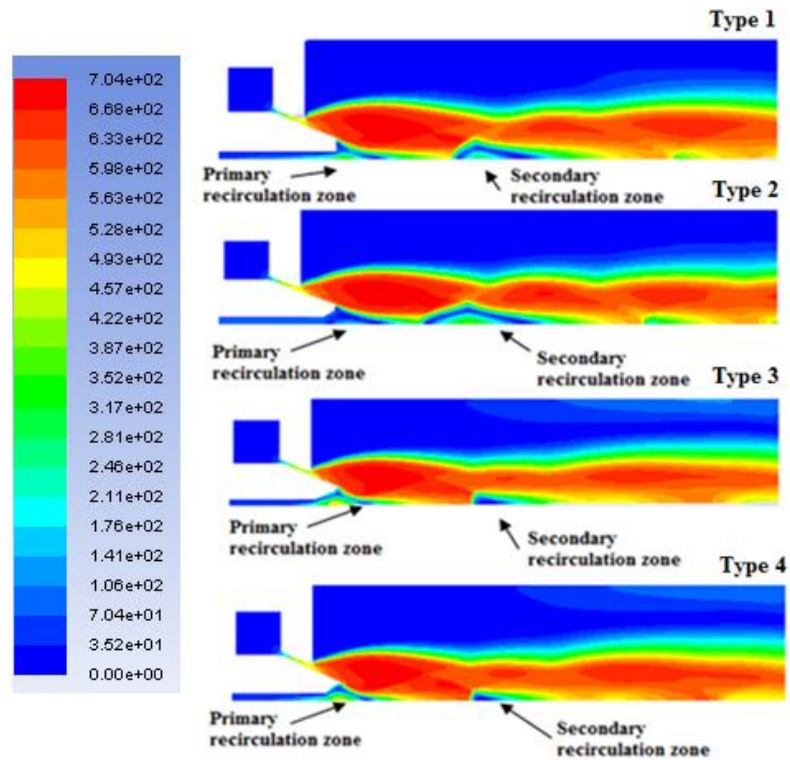 Type 1
7.04e+02
6.68e+02
6.33e+02
5.98e+02
5.63e+02
5.28e+02
4.93e+02
4.57e+02
4.22e+02
3.87e+02
3.52e+02
3.17e+02
2.81e+02
2.46e+02
2.11e+02
1.76e+02
1.41e+02
1.06e+02
7.04e+01
3.52e+01
0.00e+00
Primary
recirculation zone
Secondary
recirculation zone
Type 2
Primary
recirculation zone
Secondary
recirculation zone
Type 3
Primary
recirculation zone
Secondary
recirculation zone
Type 4
Primary
recirculation zone
Secondary
recirculation zone